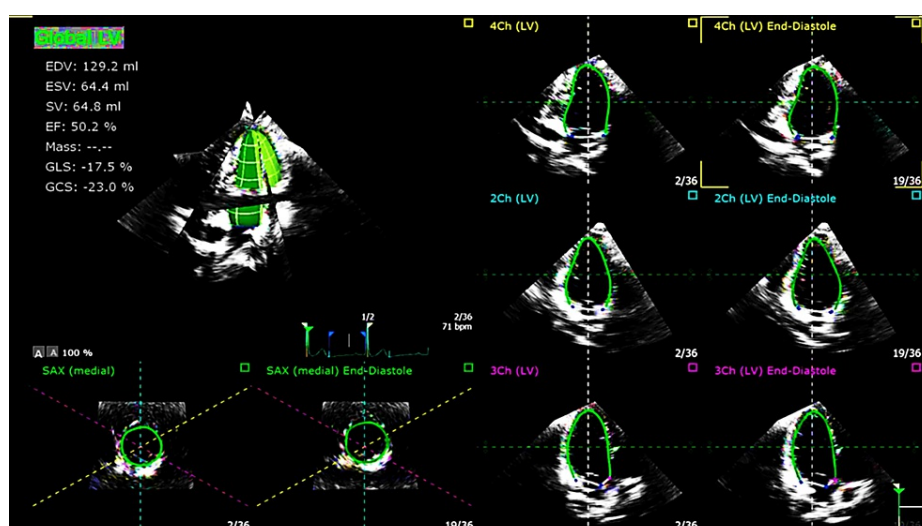 Global LV
EDV: 129.2 ml
ESV: 64.4 ml
SV: 64.8 ml
EF: 50.2 %
Mass: --.--
GLS: -17.5 %
GCS: -23.0 %
1/2
2/36
71 bpm
A A 100 %
4Ch (LV)
2/36
4Ch (LV) End-Diastole
19/36
2Ch (LV)
2/36
2Ch (LV) End-Diastole
19/36
SAX (medial)
2/36
SAX (medial) End-Diastole
19/36
3Ch (LV)
2/36
3Ch (LV) End-Diastole
19/36